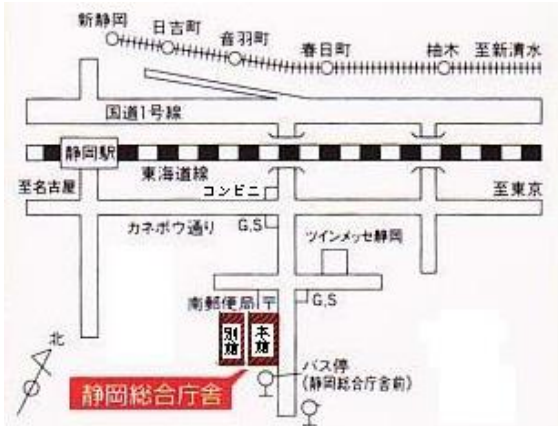 新静岡
日吉町
音羽町
春日町
柚木
至新清水
国道1号線
静岡駅
東海道線
至名古屋
コンビニ
至東京
カネボウ通り
G,S
ツインメッセ静岡
南郵便局
〒
G,S
別館
本館
北
バス停
(静岡総合庁舎前)
静岡総合庁舎